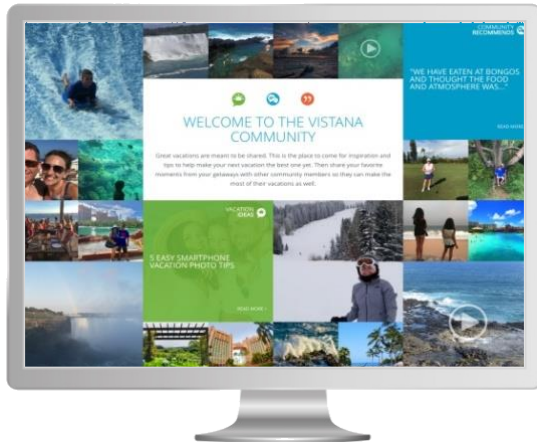 COMMUNITY
RECOMMENDS
"WE HAVE EATEN AT BONGOS
AND THOUGHT THE FOOD
AND ATMOSPHERE WAS..."
READ MORE
WELCOME TO THE VISTANA
COMMUNITY
Great vacations are meant to be shared. This is the place to come for inspiration and
tips to help make your next vacation the best one yet. Then share your favorite
moments from your getaways with other community members so they can make the
most of their vacations as well.
VACATION
IDEAS
5 EASY SMARTPHONE
VACATION PHOTO TIPS
READ MORE >